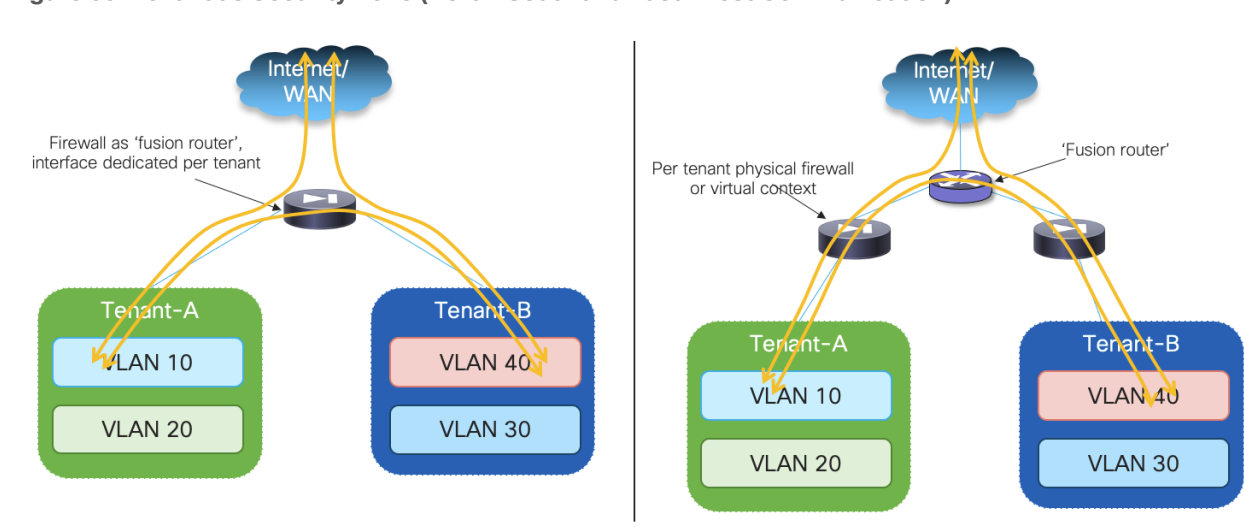 Internet/
WAN
Firewall as ‘fusion router’,
interface dedicated per tenant
Tenant-A
VLAN 10
VLAN 20
Tenant-B
VLAN 40
VLAN 30
Internet/
WAN
‘Fusion router’
Per tenant physical firewall
or virtual context
Tenant-A
VLAN 10
VLAN 20
Tenant-B
VLAN 40
VLAN 30